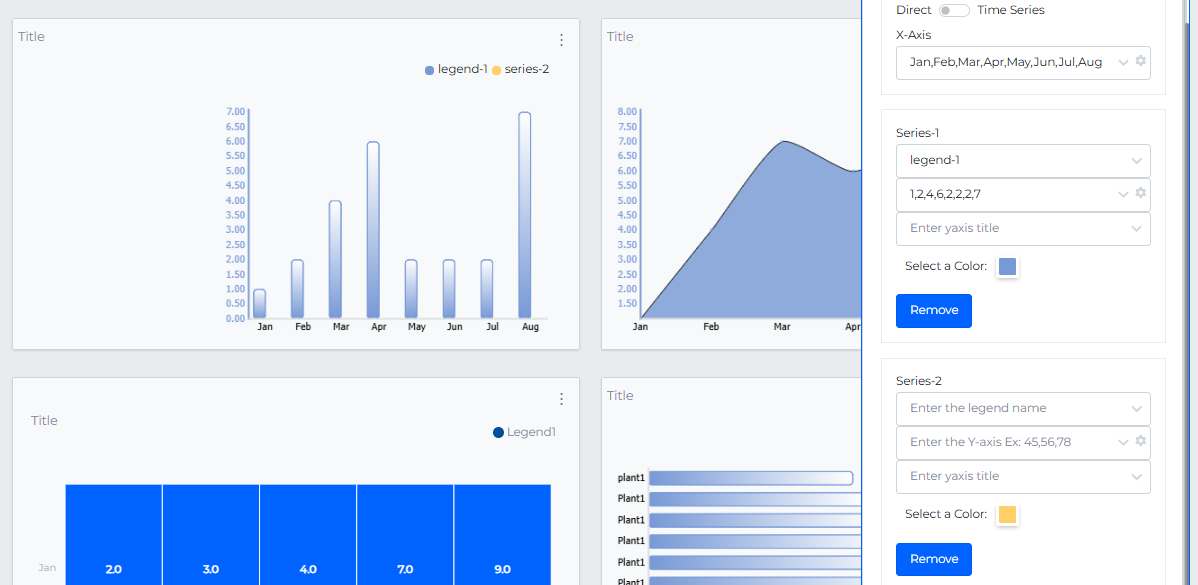 Title
legend-1 series-2
7.00
6.50
6.00
5.50
5.00
4.50
4.00
3.50
3.00
2.50
2.00
1.50
1.00
0.50
0.00
Jan Feb Mar Apr May Jun Jul Aug
Title
8.00
7.50
7.00
6.50
6.00
5.50
5.00
4.50
4.00
3.50
3.00
2.50
2.00
1.50
Jan Feb Mar Apr
Title
Legend1
Jan
2.0 3.0 4.0 7.0 9.0
Title
plant1
Plant1
Plant1
Plant1
Plant1
Plant1
Direct Time Series
X-Axis
Jan,Feb,Mar,Apr,May,Jun,Jul,Aug
Series-1
legend-1
1,2,4,6,2,2,2,7
Enter yaxis title
Select a Color:
Remove
Series-2
Enter the legend name
Enter the Y-axis Ex: 45,56,78
Enter yaxis title
Select a Color:
Remove